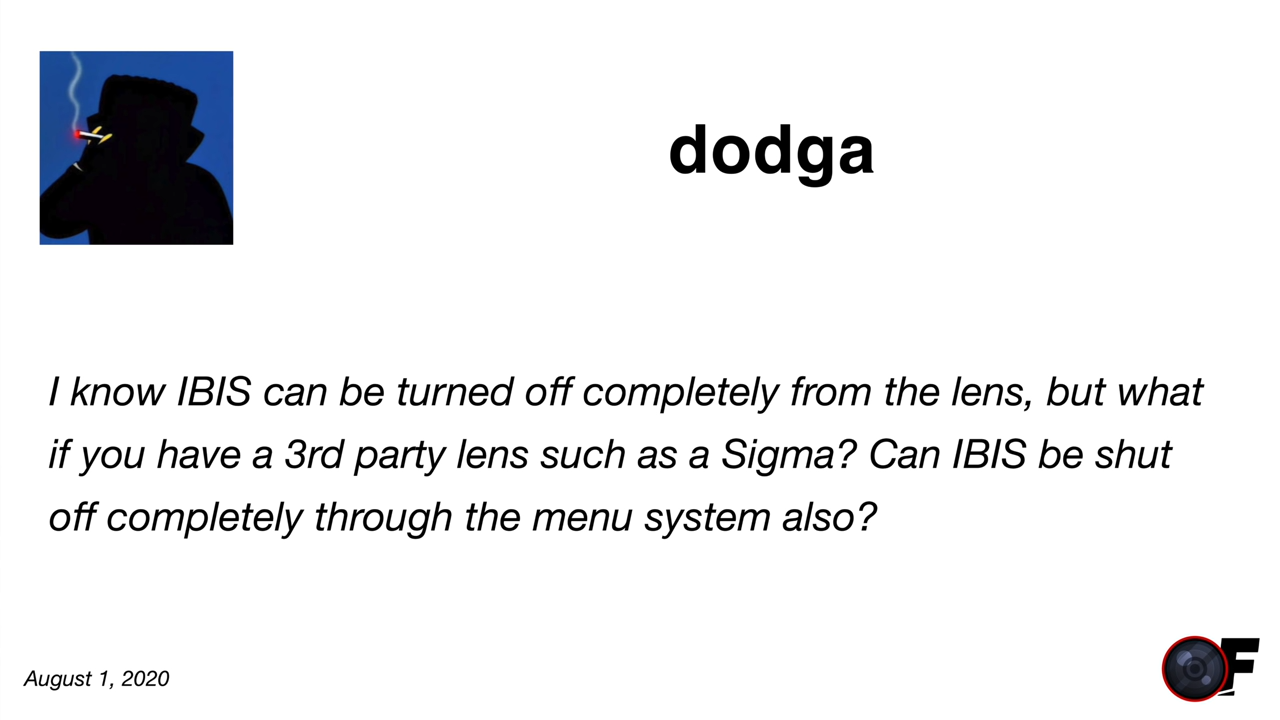 dodga
I know IBIS can be turned off completely from the lens, but what
if you have a 3rd party lens such as a Sigma? Can IBIS be shut
off completely through the menu system also?
August 1, 2020
F